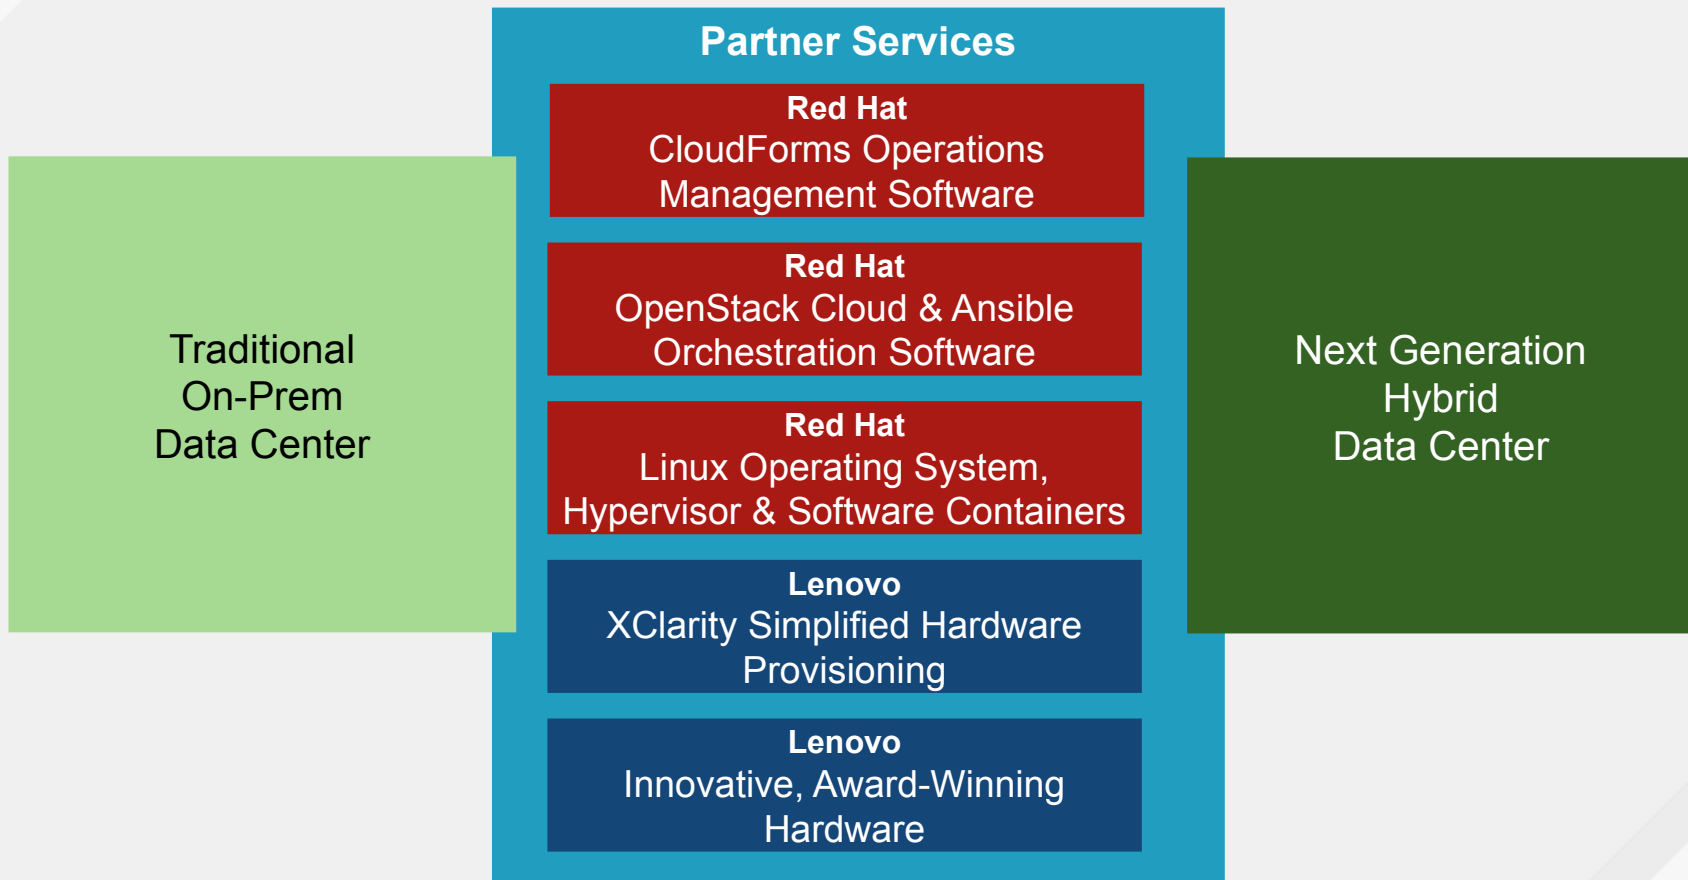 Partner Services
Red Hat
CloudForms Operations
Management Software
Red Hat
OpenStack Cloud & Ansible
Orchestration Software
Red Hat
Linux Operating System,
Hypervisor & Software Containers
Lenovo
XClarity Simplified Hardware
Provisioning
Lenovo
Innovative, Award-Winning
Hardware
Traditional
On-Prem
Data Center
Next Generation
Hybrid
Data Center